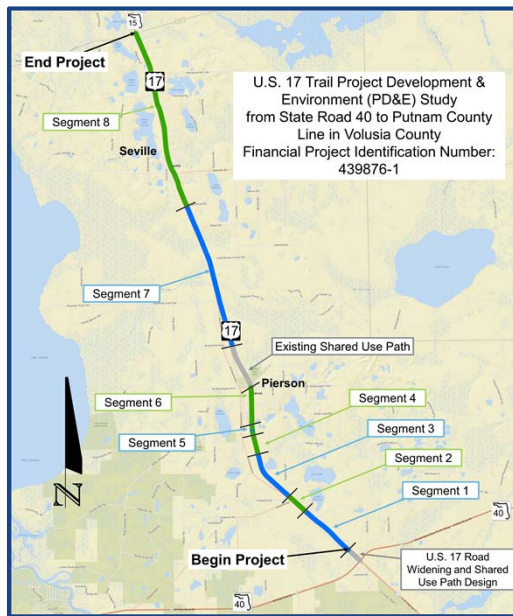 15
End Project
17
U.S. 17 Trail Project Development &
Environment (PD&E) Study
from State Road 40 to Putnam County
Line in Volusia County
Financial Project Identification Number:
439876-1
Segment 8
Seville
Segment 7
17
Existing Shared Use Path
Pierson
Segment 6
Segment 4
Segment 5
Segment 3
Segment 2
Segment 1
N
40
Begin Project
U.S. 17 Road
Widening and Shared
Use Path Design
40